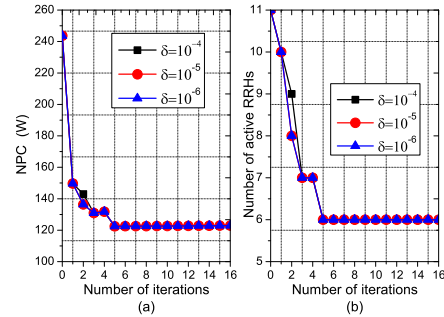 260
240
220
200
180
160
140
120
100
NPC (W)
δ=10⁻⁴
δ=10⁻⁵
δ=10⁻⁶
0 2 4 6 8 10 12 14 16
Number of iterations
(a)
11
10
9
8
7
6
5
Number of active RRHs
δ=10⁻⁴
δ=10⁻⁵
δ=10⁻⁶
0 2 4 6 8 10 12 14 16
Number of iterations
(b)